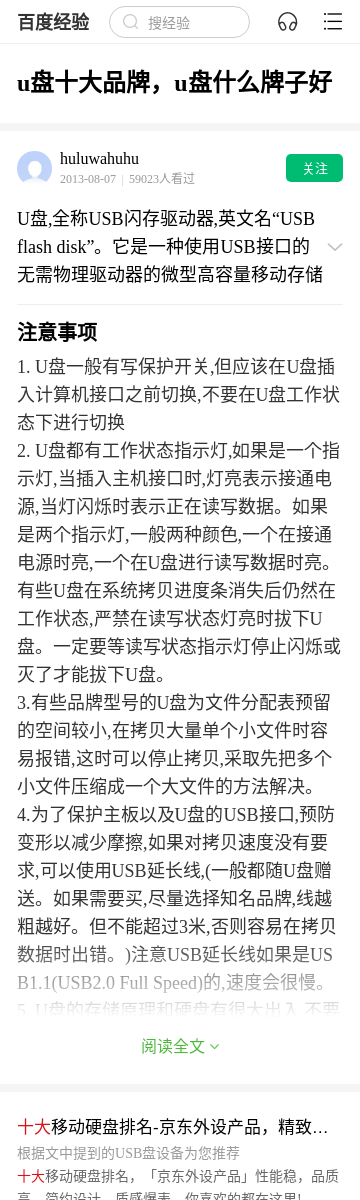 百度经验
搜经验
u盘十大品牌，u盘什么牌子好
huluwahuhu
2013-08-07 | 59023人看过
关注
U盘,全称USB闪存驱动器,英文名“USB
flash disk”。它是一种使用USB接口的
无需物理驱动器的微型高容量移动存储
注意事项
1. U盘一般有写保护开关,但应该在U盘插
入计算机接口之前切换,不要在U盘工作状
态下进行切换
2. U盘都有工作状态指示灯,如果是一个指
示灯,当插入主机接口时,灯亮表示接通电
源,当灯闪烁时表示正在读写数据。如果
是两个指示灯,一般两种颜色,一个在接通
电源时亮,一个在U盘进行读写数据时亮。
有些U盘在系统拷贝进度条消失后仍然在
工作状态,严禁在读写状态灯亮时拔下U
盘。一定要等读写状态指示灯停止闪烁或
灭了才能拔下U盘。
3.有些品牌型号的U盘为文件分配表预留
的空间较小,在拷贝大量单个小文件时容
易报错,这时可以停止拷贝,采取先把多个
小文件压缩成一个大文件的方法解决。
4.为了保护主板以及U盘的USB接口,预防
变形以减少摩擦,如果对拷贝速度没有要
求,可以使用USB延长线,(一般都随U盘赠
送。如果需要买,尽量选择知名品牌,线越
粗越好。但不能超过3米,否则容易在拷贝
数据时出错。)注意USB延长线如果是US
B1.1(USB2.0 Full Speed)的,速度会很慢。
5. U盘的存储原理和硬盘有很大出入,不要
阅读全文
十大移动硬盘排名-京东外设产品，精致…
根据文中提到的USB盘设备为您推荐
十大移动硬盘排名，「京东外设产品」性能稳，品质
高，简约设计，质感爆表，你喜欢的都在这里!